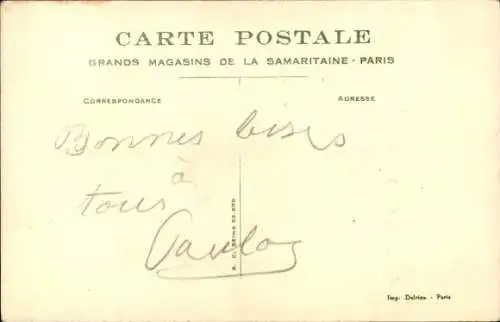 CARTE POSTALE
GRANDS MAGASINS DE LA SAMARITAINE - PARIS
CORRESPONDANCE
ADRESSE
Bonnes bises
à
tous
Imp. Delrieu - Paris